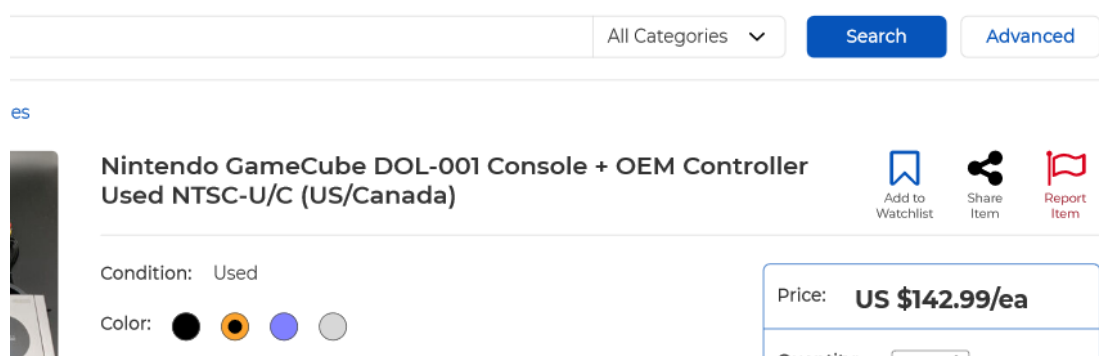 All Categories
Search
Advanced
es
Nintendo GameCube DOL-001 Console + OEM Controller
Used NTSC-U/C (US/Canada)
Add to
Watchlist
Share
Item
Report
Item
Condition: Used
Price: US $142.99/ea
Color: